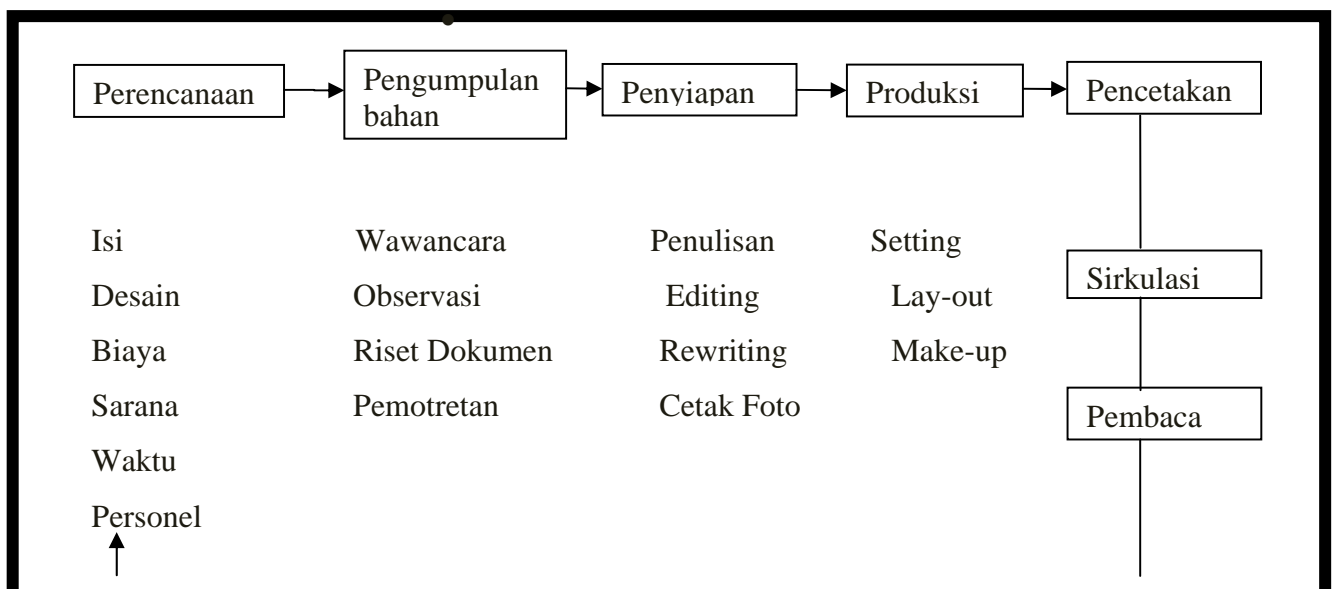 Perencanaan
Pengumpulan
bahan
Penyiapan
Produksi
Pencetakan
Isi
Desain
Biaya
Sarana
Waktu
Personel
Wawancara
Observasi
Riset Dokumen
Pemotretan
Penulisan
Editing
Rewriting
Cetak Foto
Setting
Lay-out
Make-up
Sirkulasi
Pembaca